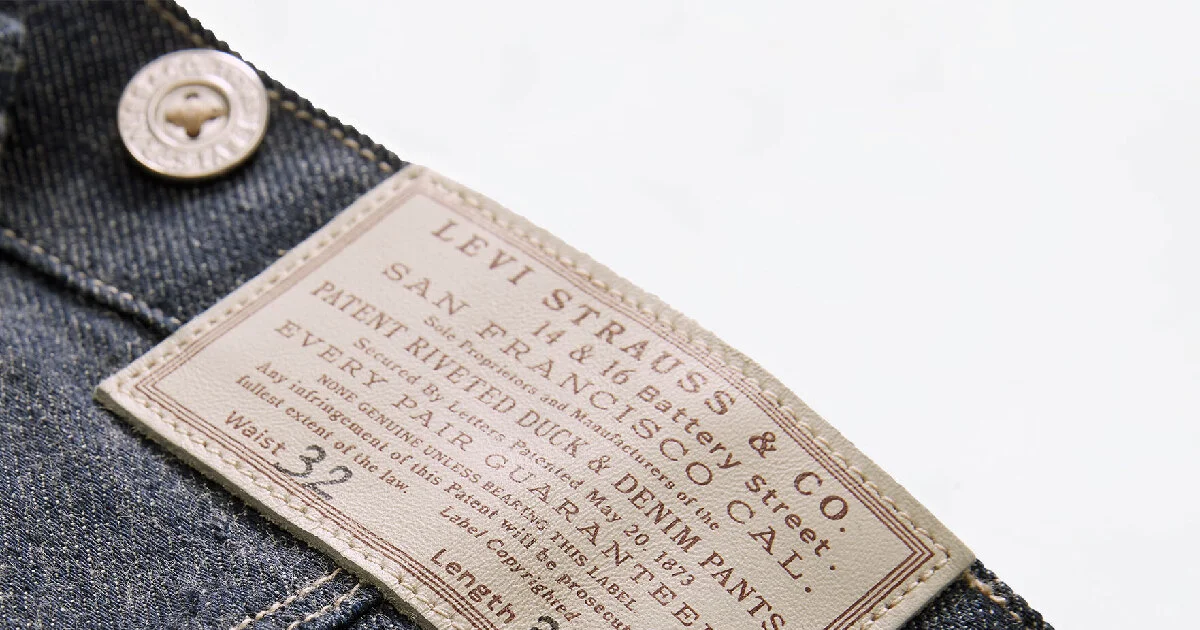 LEVI STRAUSS & CO.
14 & 16 Battery Street.
SAN FRANCISCO CAL.
Sole Proprietors and Manufacturers of the
PATENT RIVETED DUCK & DENIM PANTS
Secured By Letters Patented May 20, 1873
EVERY PAIR GUARANTEE
NONE GENUINE UNLESS BEARING THIS LABEL
Any infringement of this Patent will be prosecu
fullest extent of the law. Label Copyrighted
Waist 32 Length